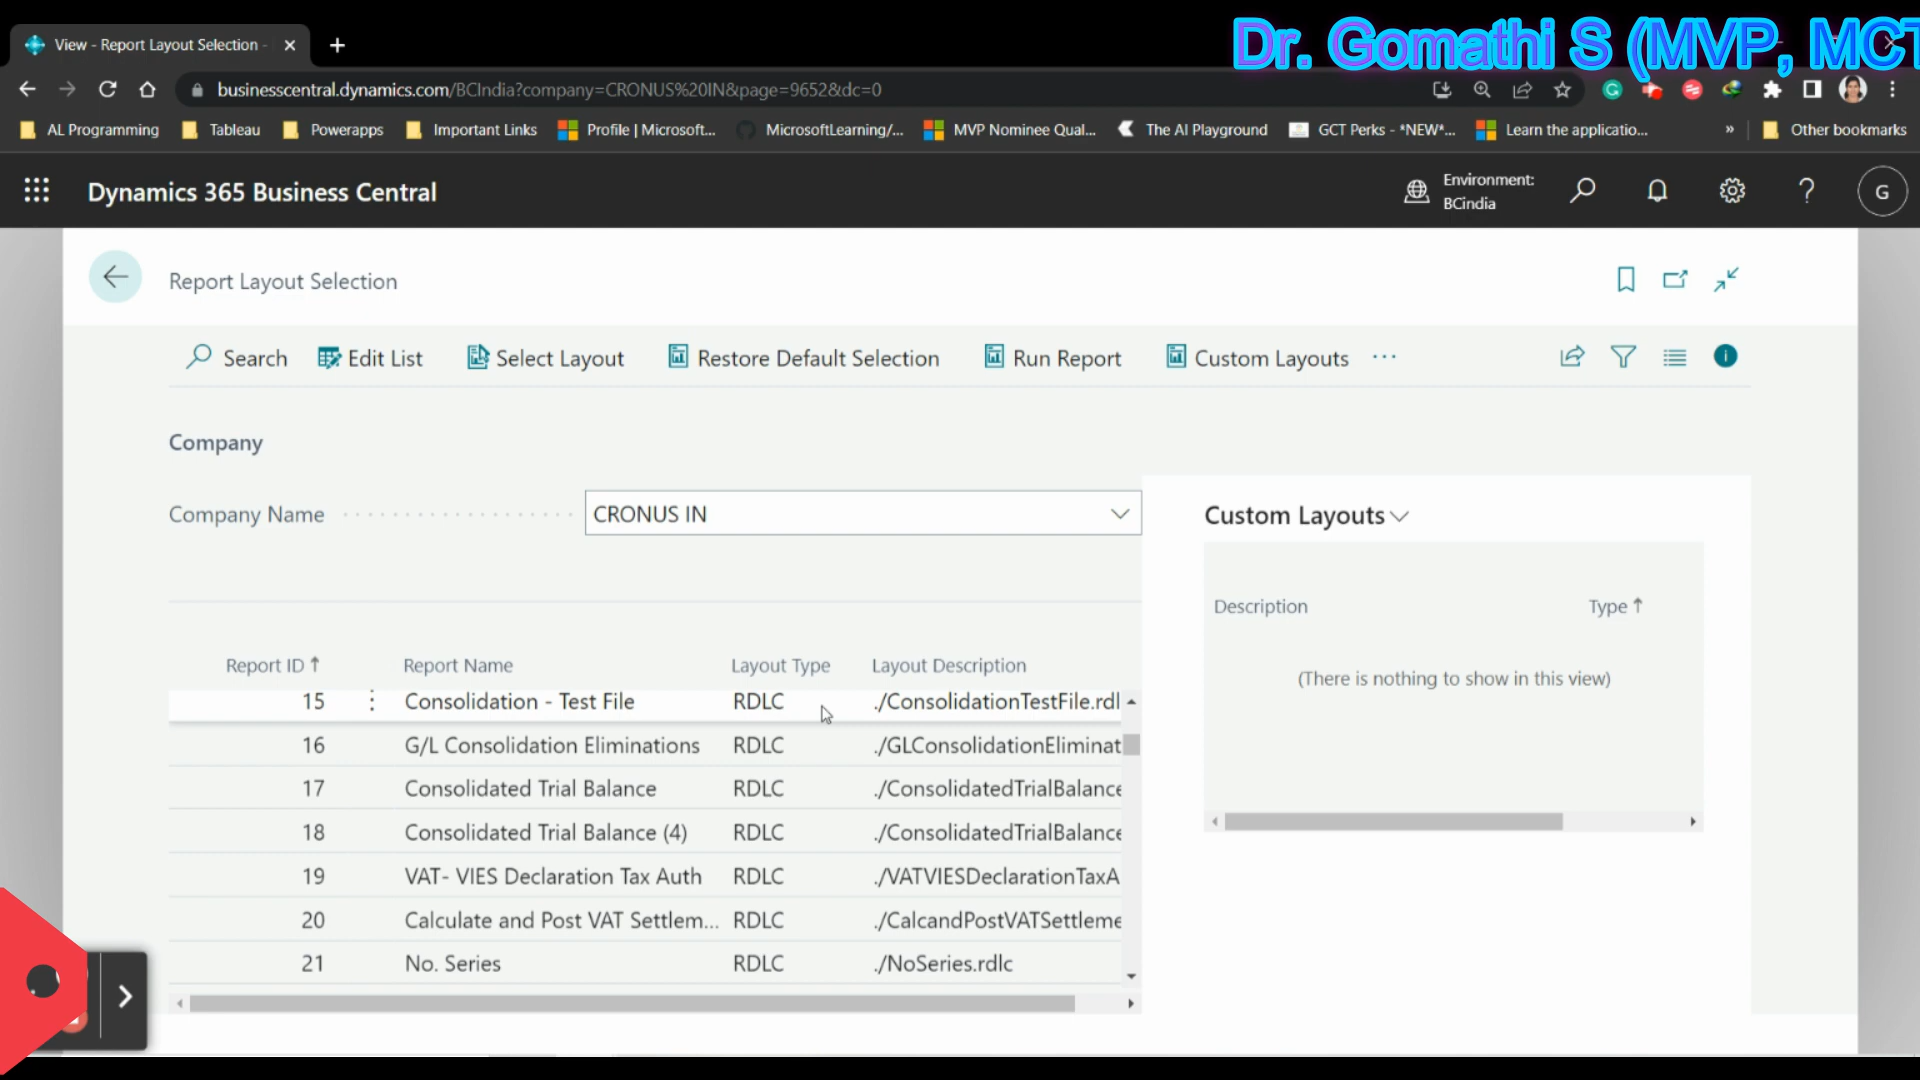 View - Report Layout Selection -
Dr. Gomathi S (MVP, MCT
businesscentral.dynamics.com/BCIndia?company=CRONUS%20IN&page=9652&dc=0
AL Programming
Tableau
Powerapps
Important Links
Profile | Microsoft...
MicrosoftLearning/...
MVP Nominee Qual...
The AI Playground
GCT Perks - *NEW*...
Learn the applicatio...
»
Other bookmarks
Dynamics 365 Business Central
Environment:
BCindia
?
G
Report Layout Selection
Search
Edit List
Select Layout
Restore Default Selection
Run Report
Custom Layouts
...
Company
Company Name
CRONUS IN
Custom Layouts
Description Type ↑
(There is nothing to show in this view)
Report ID ↑ Report Name Layout Type Layout Description
15 Consolidation - Test File RDLC ./ConsolidationTestFile.rdl
16 G/L Consolidation Eliminations RDLC ./GLConsolidationEliminat
17 Consolidated Trial Balance RDLC ./ConsolidatedTrialBalance
18 Consolidated Trial Balance (4) RDLC ./ConsolidatedTrialBalance
19 VAT- VIES Declaration Tax Auth RDLC ./VATVIESDeclarationTaxA
20 Calculate and Post VAT Settlem... RDLC ./CalcandPostVATSettleme
21 No. Series RDLC ./NoSeries.rdlc